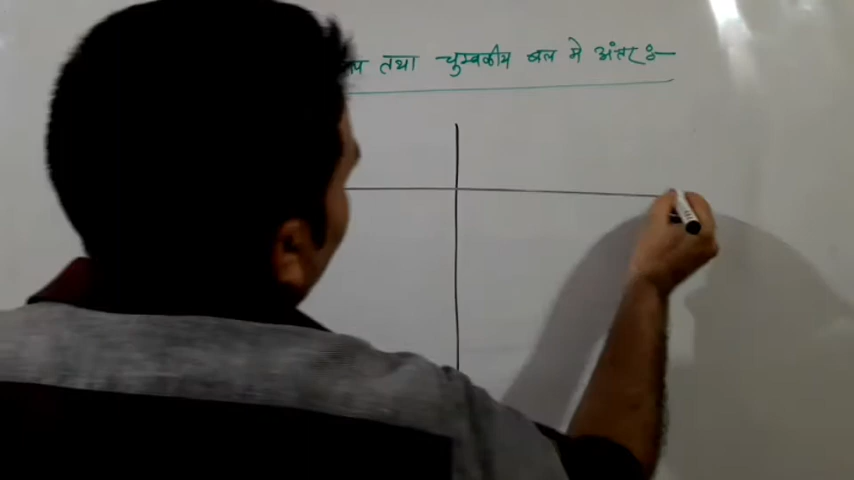 तथा चुम्बकीय बल मे अंतर :-